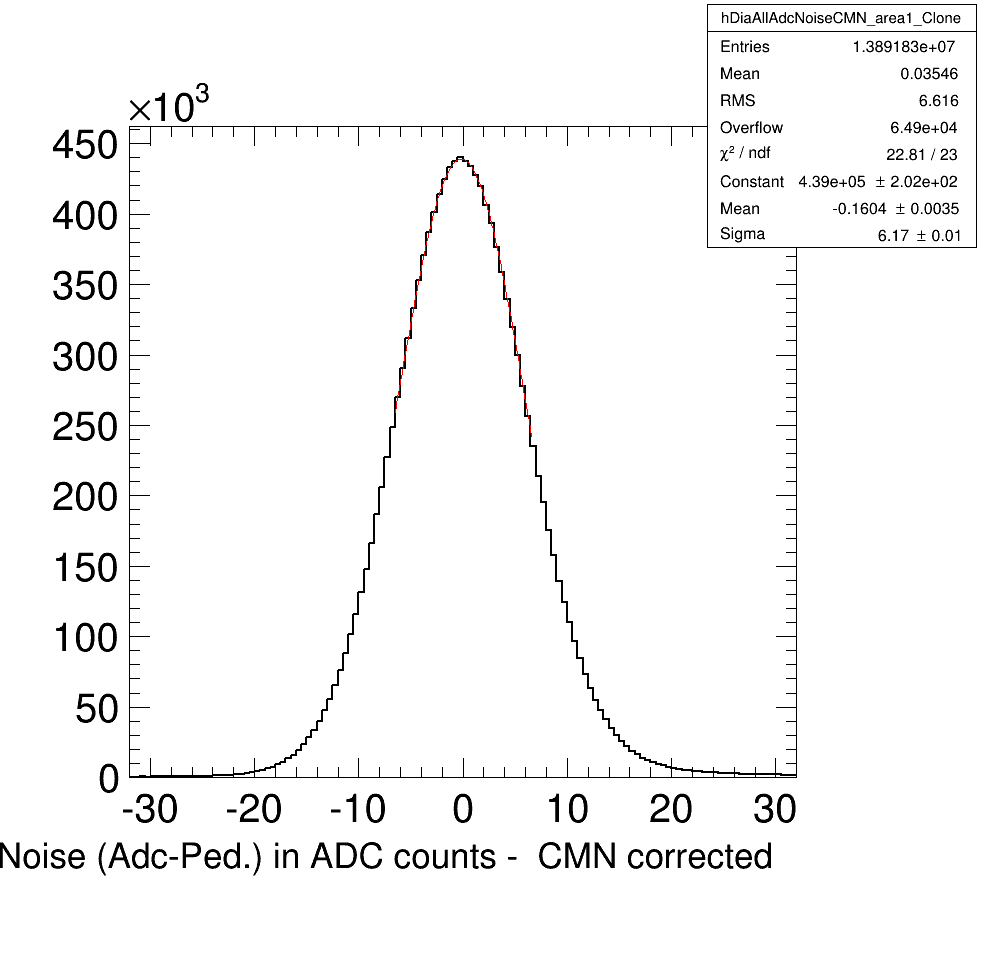 hDiaAllAdcNoiseCMN_area1_Clone
Entries 1.389183e+07
Mean 0.03546
RMS 6.616
Overflow 6.49e+04
χ² / ndf 22.81 / 23
Constant 4.39e+05 ± 2.02e+02
Mean -0.1604 ± 0.0035
Sigma 6.17 ± 0.01
×10³
450
400
350
300
250
200
150
100
50
0
-30 -20 -10 0 10 20 30
Noise (Adc-Ped.) in ADC counts - CMN corrected